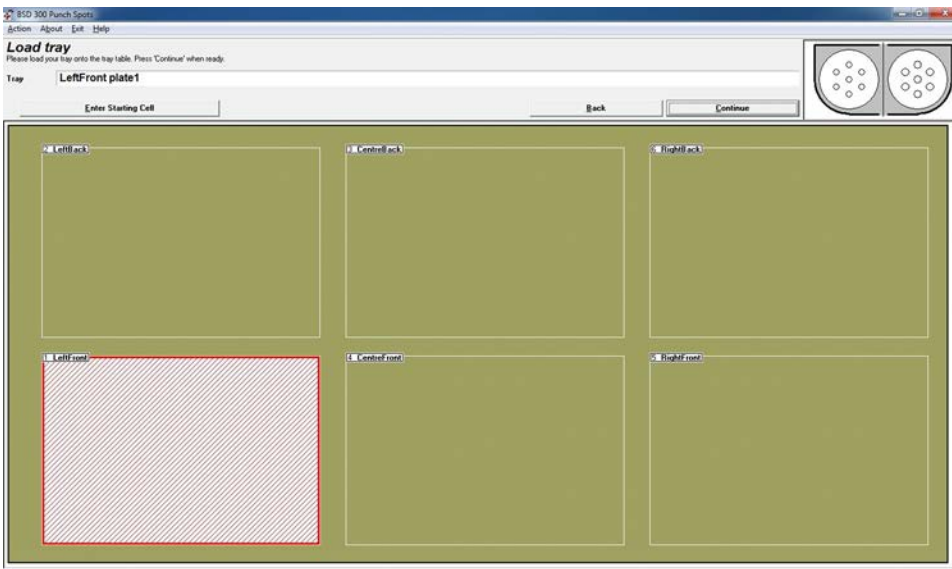 BSD 300 Punch Spots
Action About Exit Help
Load tray
Please load your tray onto the tray table. Press 'Continue' when ready.
Tray LeftFront plate1
Enter Starting Cell Back Continue
2 LeftBack 3 CentreBack 6 RightBack
1 LeftFront 4 CentreFront 5 RightFront